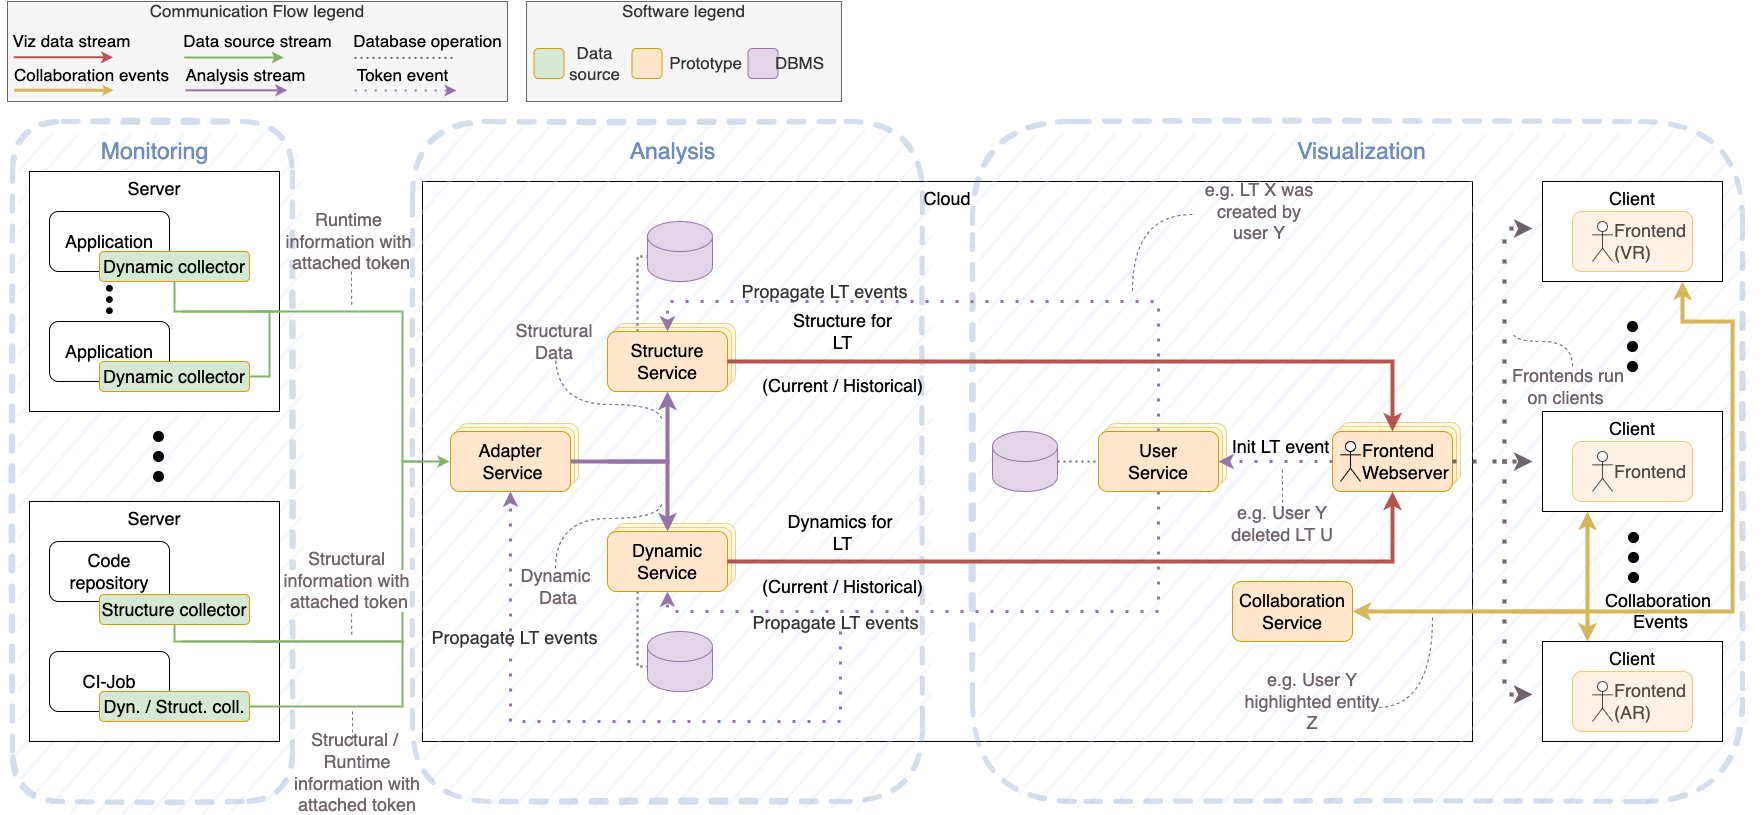 Communication Flow legend
Viz data stream
Data source stream
Database operation
Collaboration events
Analysis stream
Token event
Software legend
Data
source
Prototype
DBMS
Monitoring
Server
Application
Dynamic collector
Application
Dynamic collector
Server
Code
repository
Structure collector
CI-Job
Dyn. / Struct. coll.
Runtime
information with
attached token
Structural
information with
attached token
Structural /
Runtime
information with
attached token
Analysis
Cloud
Structural
Data
Structure
Service
Adapter
Service
Dynamic
Service
Dynamic
Data
Propagate LT events
Propagate LT events
Structure for
LT
(Current / Historical)
Dynamics for
LT
(Current / Historical)
Propagate LT events
Visualization
e.g. LT X was
created by
user Y
User
Service
Init LT event
Frontend
Webserver
e.g. User Y
deleted LT U
Collaboration
Service
e.g. User Y
highlighted entity
Z
Client
Frontend
(VR)
Frontends run
on clients
Client
Frontend
Collaboration
Events
Client
Frontend
(AR)